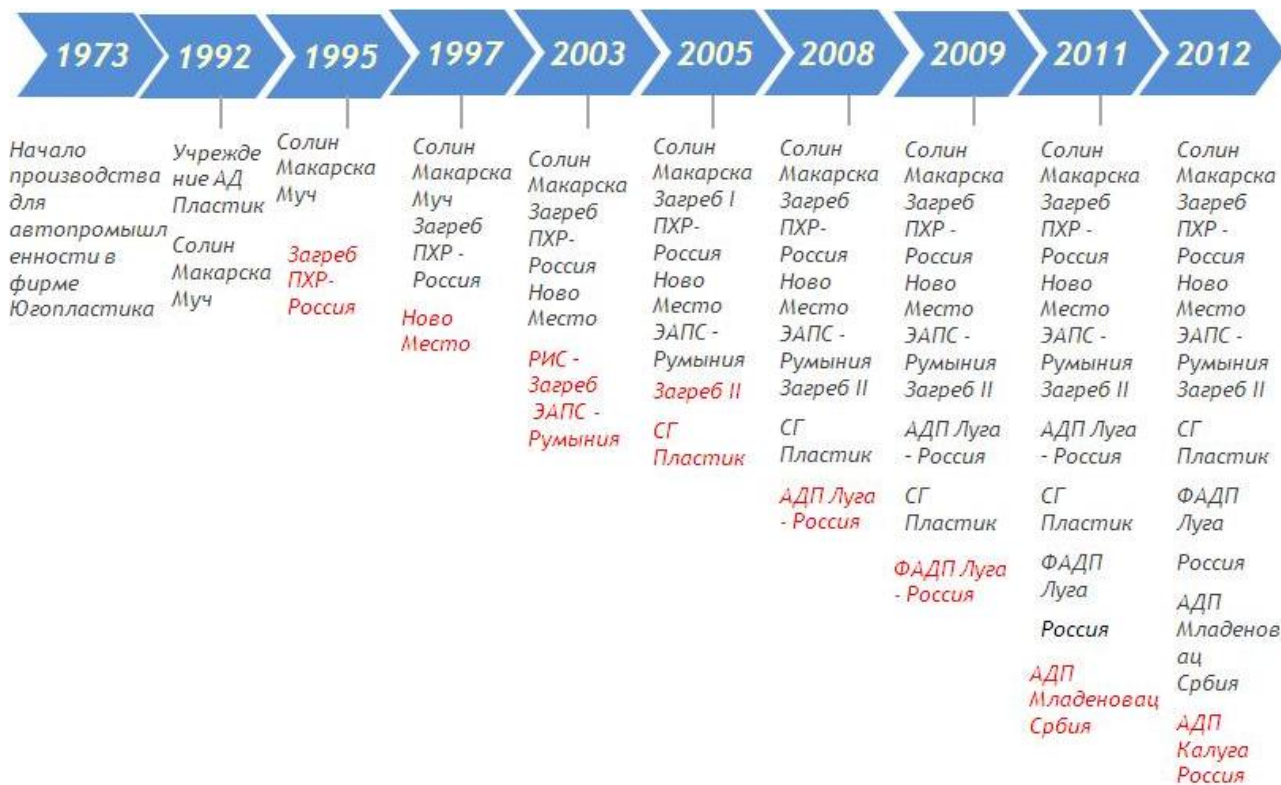 1973
1992
1995
1997
2003
2005
2008
2009
2011
2012
Начало
производства
для
автопромышл
енности в
фирме
Югопластика
Учрежде
ние АД
Пластик
Солин
Макарска
Муч
Солин
Макарска
Муч
Загреб
ПХР-
Россия
Солин
Макарска
Муч
Загреб
ПХР -
Россия
Ново
Место
Солин
Макарска
Загреб
ПХР-
Россия
Ново
Место
РИС -
Загреб
ЭАПС -
Румыния
Солин
Макарска
Загреб I
ПХР-
Россия
Ново
Место
ЭАПС -
Румыния
Загреб II
СГ
Пластик
Солин
Макарска
Загреб
ПХР-
Россия
Ново
Место
ЭАПС -
Румыния
Загреб II
СГ
Пластик
АДП Луга
- Россия
Солин
Макарска
Загреб
ПХР -
Россия
Ново
Место
ЭАПС -
Румыния
Загреб II
АДП Луга
- Россия
СГ
Пластик
ФАДП Луга
- Россия
Солин
Макарска
Загреб
ПХР -
Россия
Ново
Место
ЭАПС -
Румыния
Загреб II
АДП Луга
- Россия
СГ
Пластик
ФАДП
Луга
Россия
АДП
Младеновац
Србия
Солин
Макарска
Загреб
ПХР -
Россия
Ново
Место
ЭАПС -
Румыния
Загреб II
СГ
Пластик
ФАДП
Луга
Россия
АДП
Младенов
ац
Србия
АДП
Калуга
Россия